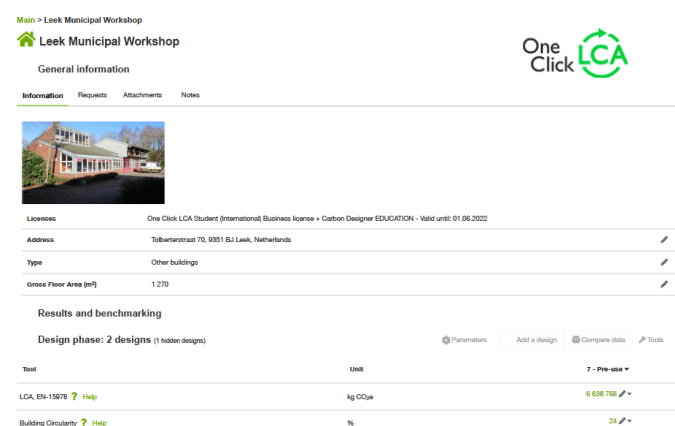 Main > Leek Municipal Workshop
Leek Municipal Workshop
One Click LCA
General information
Information Requests Attachments Notes
Licenses One Click LCA Student (International) Business license + Carbon Designer EDUCATION - Valid until: 01.06.2022
Address Tolberterstraat 70, 9351 BJ Leek, Netherlands
Type Other buildings
Gross Floor Area (m²) 1 270
Results and benchmarking
Design phase: 2 designs (1 hidden designs) Parameters Add a design Compare data Tools
Tool Unit 7 - Pre-use
LCA, EN-15978 ? Help kg CO₂e 6 638 768
Building Circularity ? Help % 24